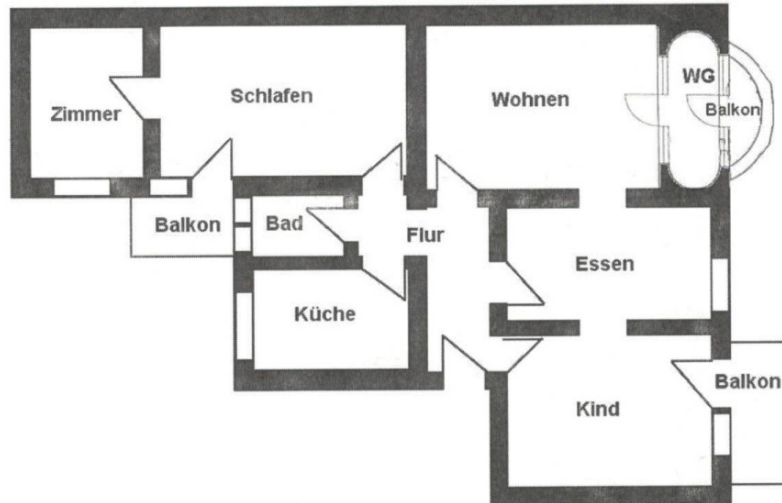 WG
Schlafen
Wohnen
Zimmer
Balkon
Balkon
Bad
Flur
Essen
Küche
Balkon
Kind